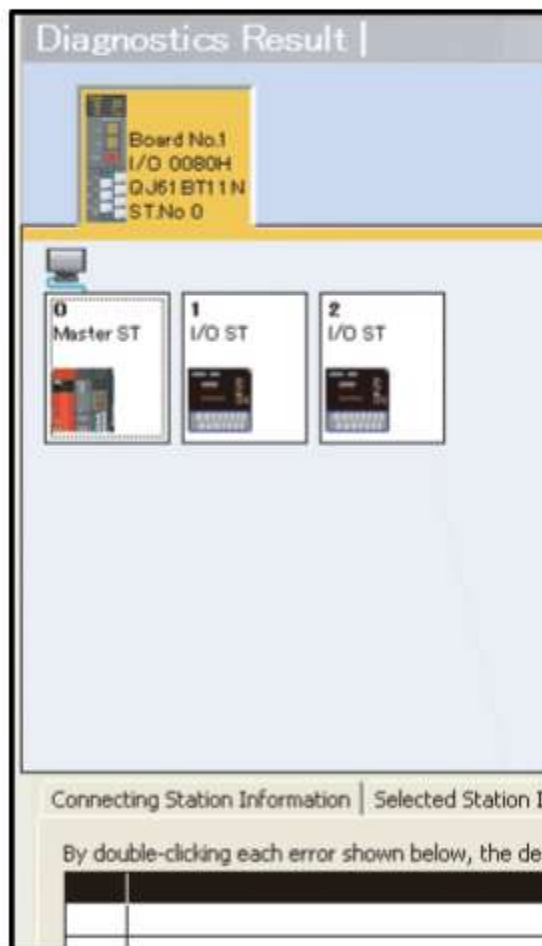 Diagnostics Result |
Board No.1
I/O 0080H
QJ61BT11N
ST.No 0
0
Master ST
1
I/O ST
2
I/O ST
Connecting Station Information
Selected Station I
By double-clicking each error shown below, the de